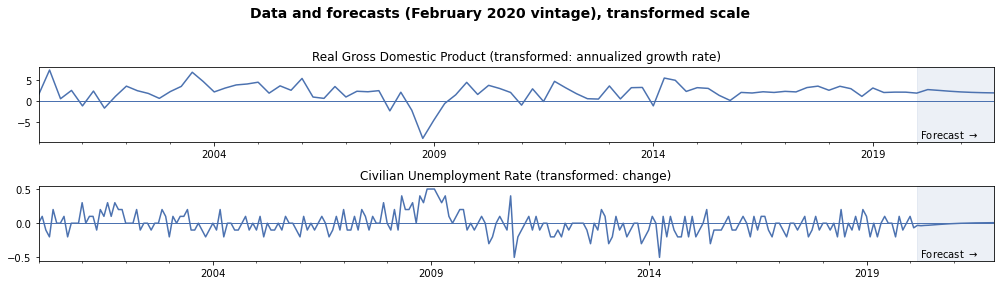 Data and forecasts (February 2020 vintage), transformed scale
Real Gross Domestic Product (transformed: annualized growth rate)
5
0
−5
Forecast →
2004
2009
2014
2019
Civilian Unemployment Rate (transformed: change)
0.5
0.0
−0.5
Forecast →
2004
2009
2014
2019